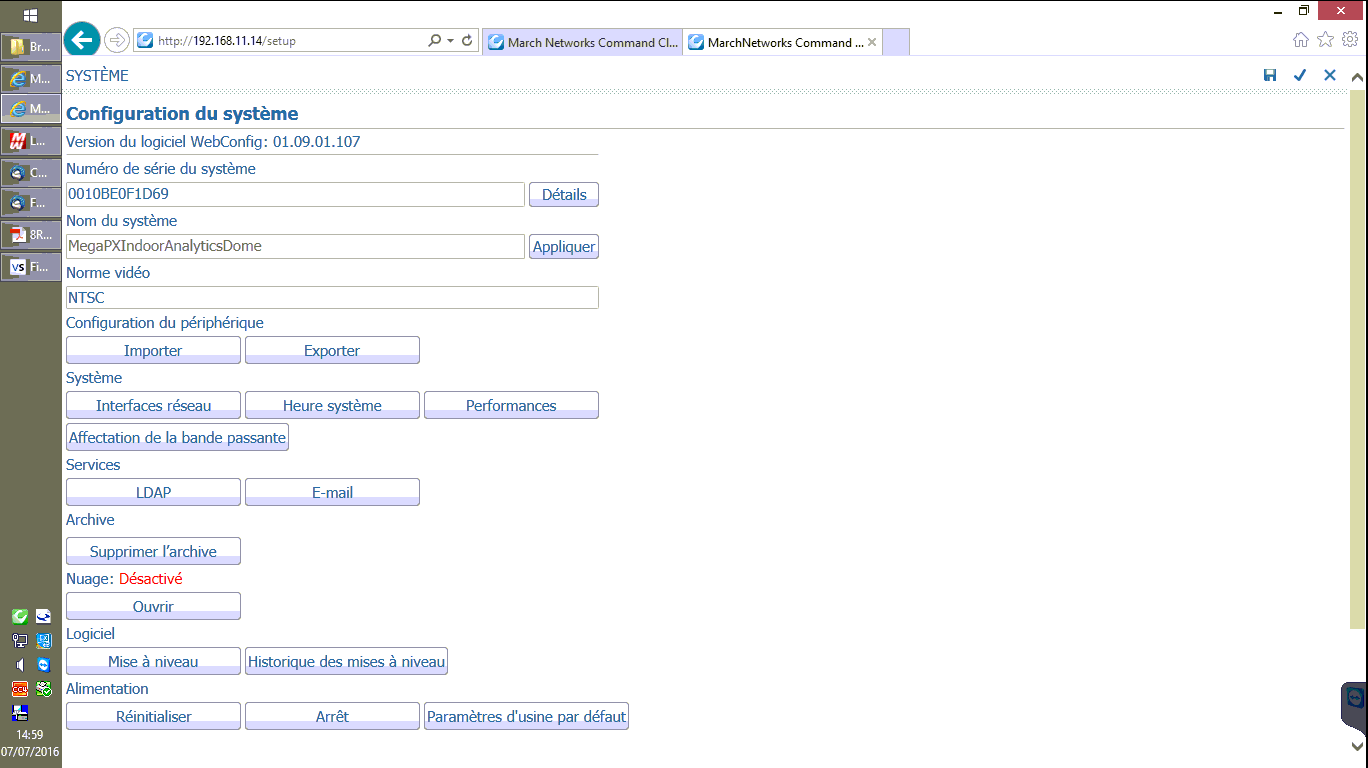 http://192.168.11.14/setup
March Networks Command Cl...
MarchNetworks Command ...
Br...
M...
M...
L...
C...
F...
8R...
Fi...
SYSTÈME
Configuration du système
Version du logiciel WebConfig: 01.09.01.107
Numéro de série du système
0010BE0F1D69 Détails
Nom du système
MegaPXIndoorAnalyticsDome Appliquer
Norme vidéo
NTSC
Configuration du périphérique
Importer Exporter
Système
Interfaces réseau Heure système Performances
Affectation de la bande passante
Services
LDAP E-mail
Archive
Supprimer l’archive
Nuage: Désactivé
Ouvrir
Logiciel
Mise à niveau Historique des mises à niveau
Alimentation
Réinitialiser Arrêt Paramètres d'usine par défaut
14:59
07/07/2016